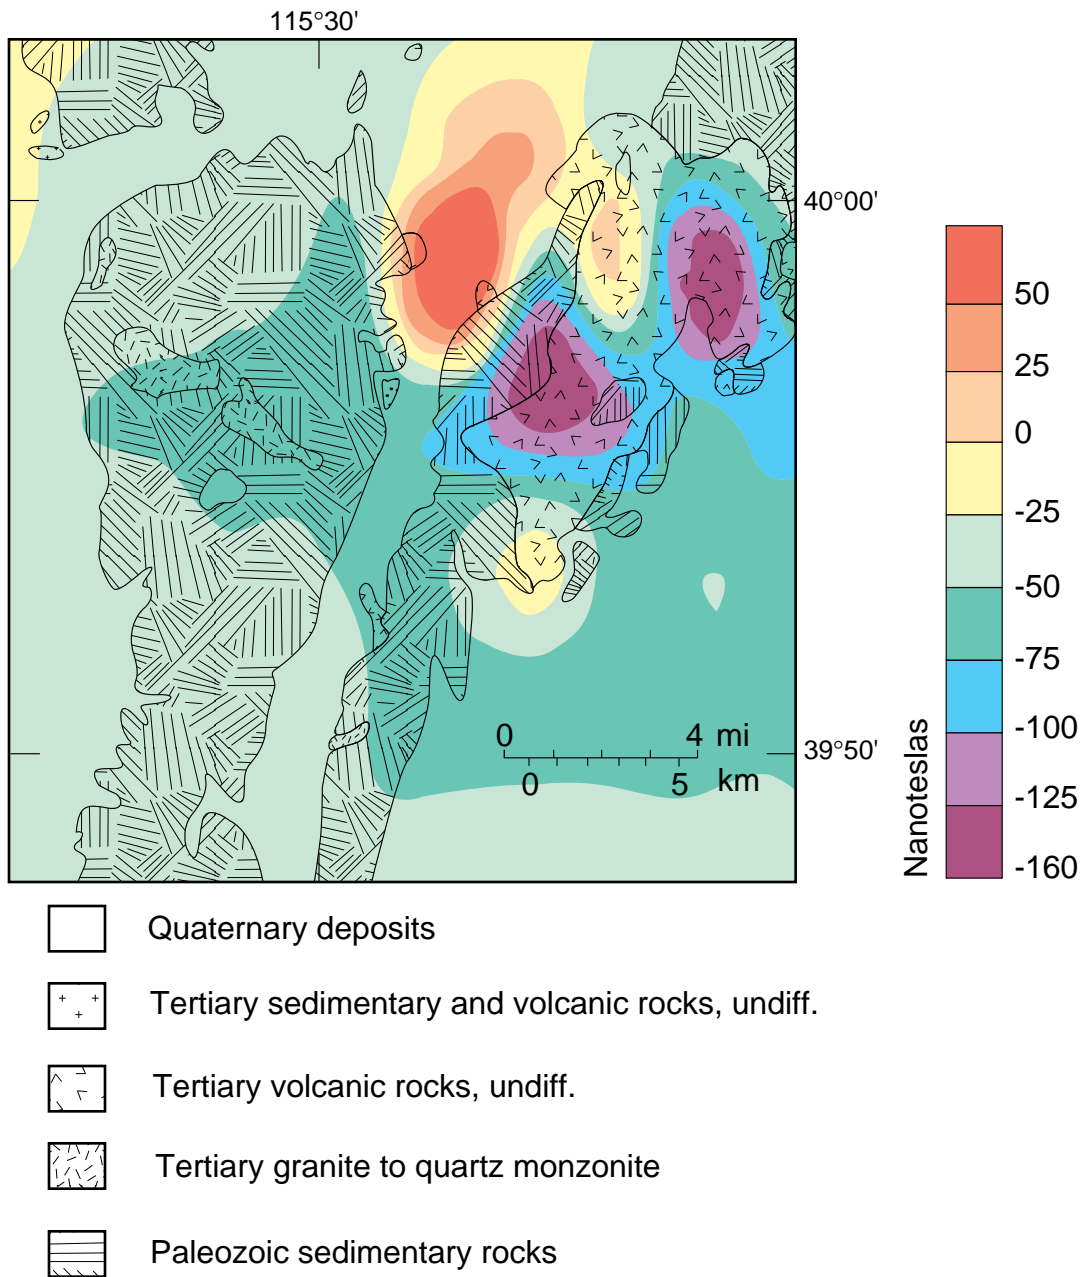 115°30'
40°00'
50
25
0
-25
-50
-75
-100
-125
-160
Nanoteslas
0 4 mi
0 5 km
39°50'
Quaternary deposits
Tertiary sedimentary and volcanic rocks, undiff.
Tertiary volcanic rocks, undiff.
Tertiary granite to quartz monzonite
Paleozoic sedimentary rocks